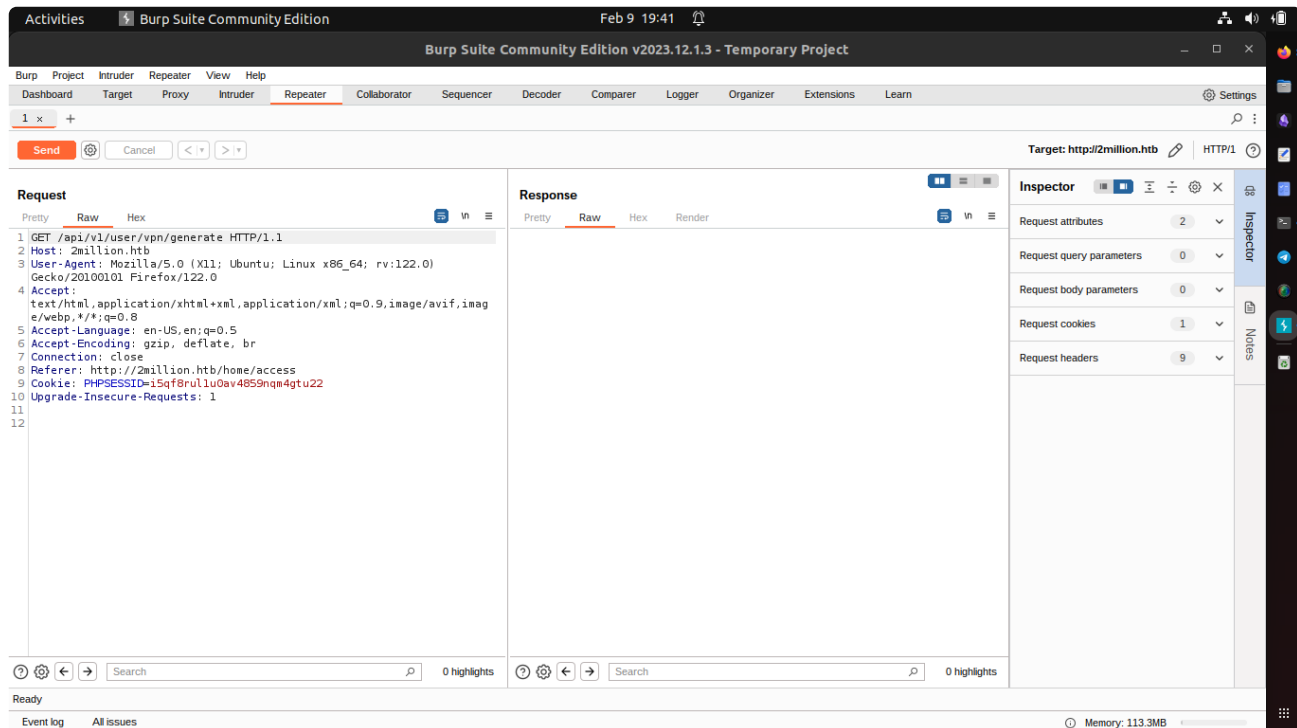 Activities Burp Suite Community Edition Feb 9 19:41
Burp Suite Community Edition v2023.12.1.3 - Temporary Project
Burp Project Intruder Repeater View Help
Dashboard Target Proxy Intruder Repeater Collaborator Sequencer Decoder Comparer Logger Organizer Extensions Learn Settings
1 × +
Send Cancel < > Target: http://2million.htb HTTP/1
Request
Pretty Raw Hex \n
1 GET /api/v1/user/vpn/generate HTTP/1.1
2 Host: 2million.htb
3 User-Agent: Mozilla/5.0 (X11; Ubuntu; Linux x86_64; rv:122.0)
Gecko/20100101 Firefox/122.0
4 Accept:
text/html,application/xhtml+xml,application/xml;q=0.9,image/avif,imag
e/webp,*/*;q=0.8
5 Accept-Language: en-US,en;q=0.5
6 Accept-Encoding: gzip, deflate, br
7 Connection: close
8 Referer: http://2million.htb/home/access
9 Cookie: PHPSESSID=i5qf8rul1u0av4859nqm4gtu22
10 Upgrade-Insecure-Requests: 1
11
12
Search 0 highlights
Response
Pretty Raw Hex Render \n
Search 0 highlights
Inspector
Request attributes 2
Request query parameters 0
Request body parameters 0
Request cookies 1
Request headers 9
Inspector
Notes
Ready
Event log All issues Memory: 113.3MB